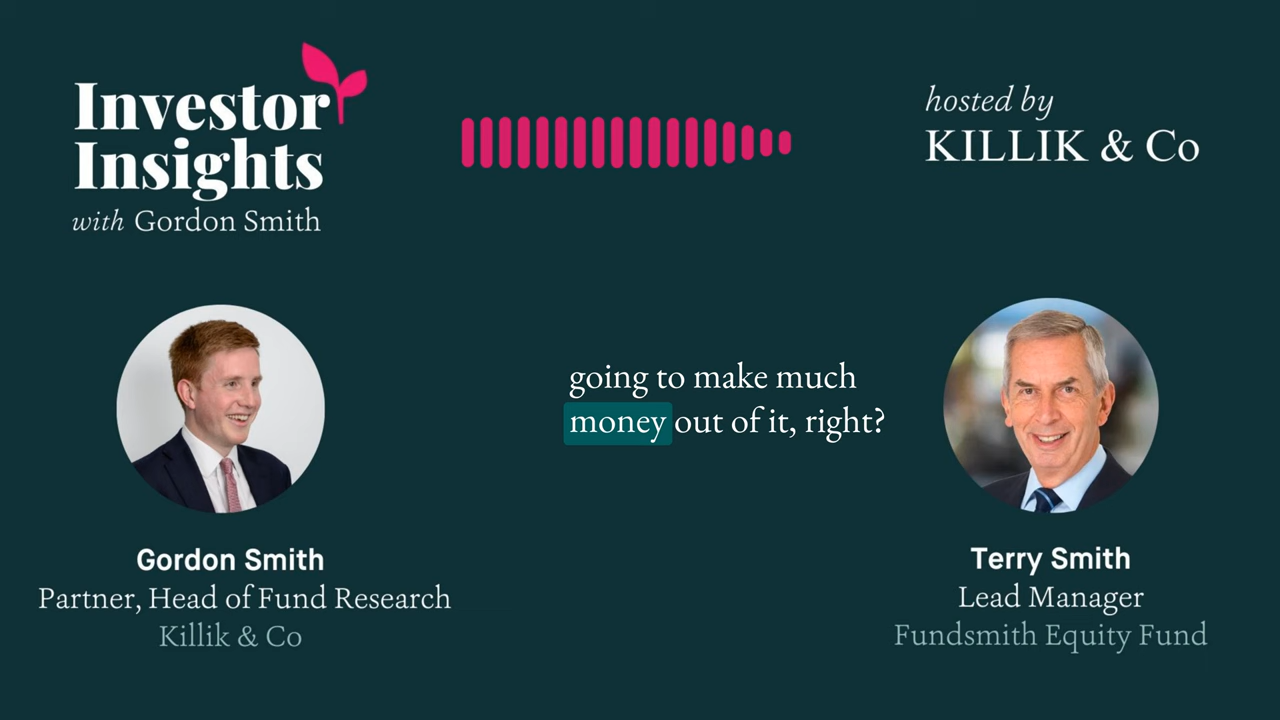 Investor
Insights
with Gordon Smith
hosted by
KILLIK & Co
going to make much
money out of it, right?
Gordon Smith
Partner, Head of Fund Research
Killik & Co
Terry Smith
Lead Manager
Fundsmith Equity Fund